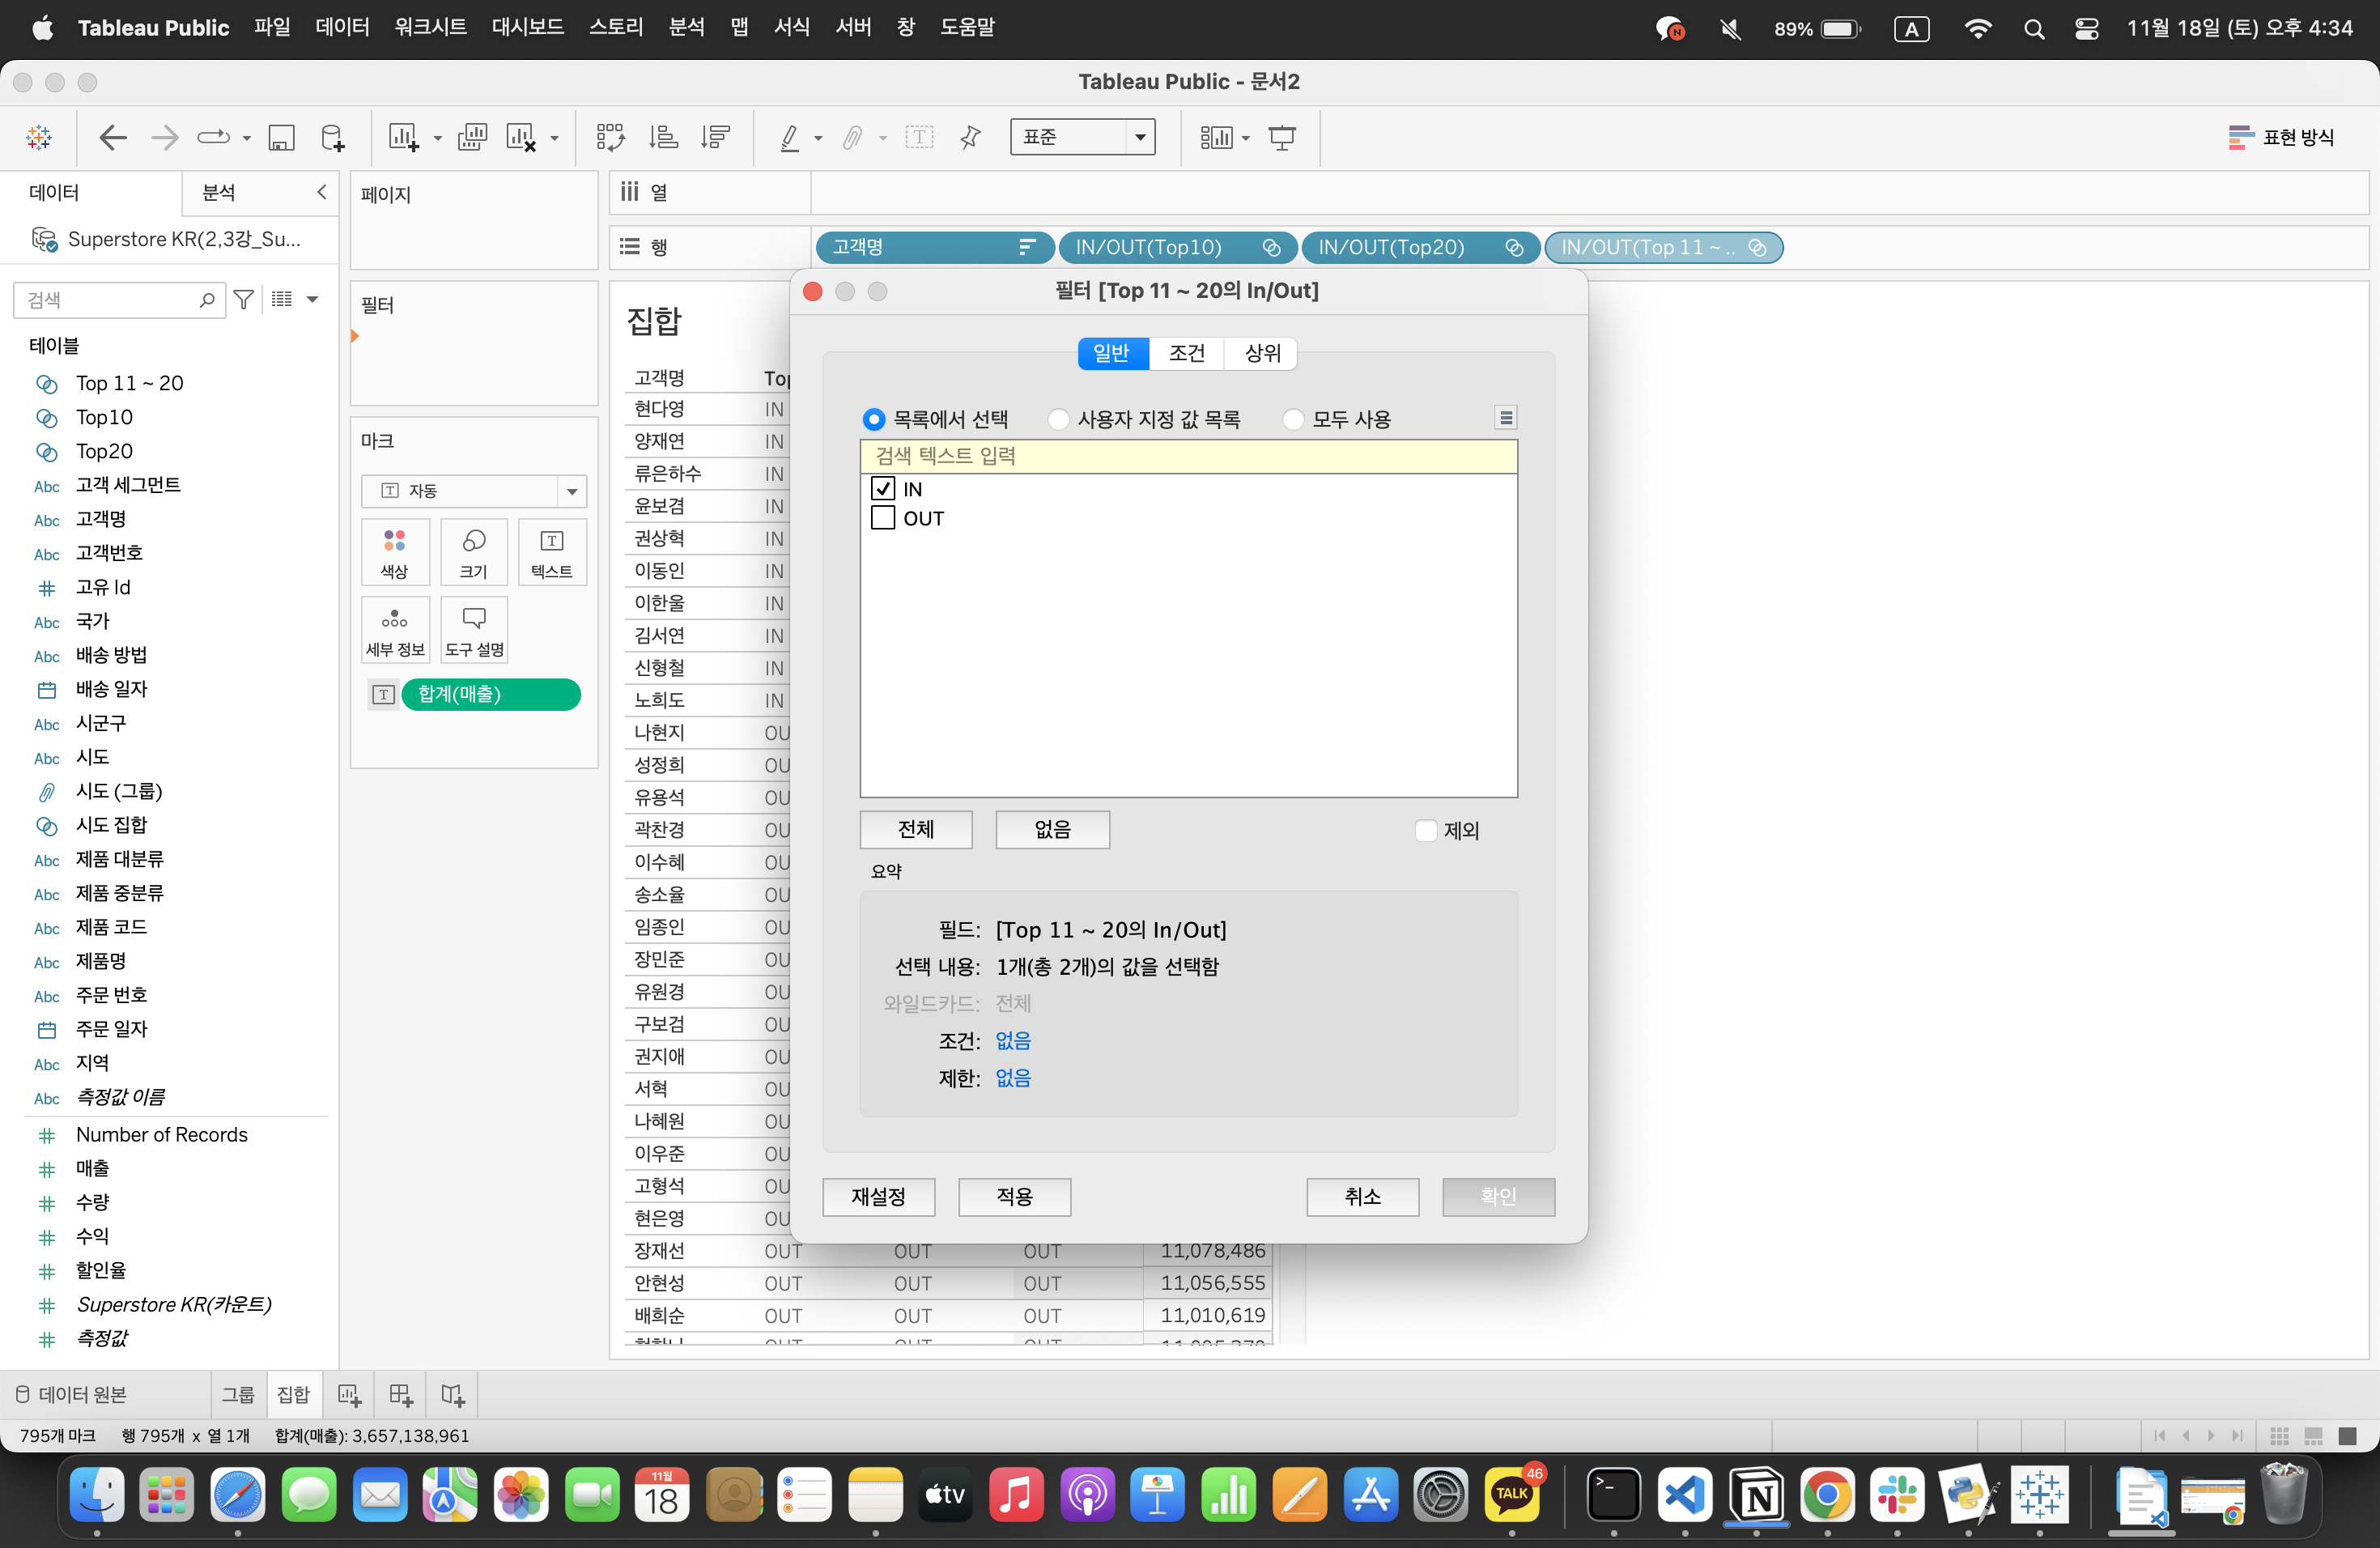 Tableau Public 파일 데이터 워크시트 대시보드 스토리 분석 맵 서식 서버 창 도움말 89% A 11월 18일 (토) 오후 4:34
Tableau Public - 문서2
표준
표현 방식
데이터 분석
Superstore KR(2,3강_Su...
검색
테이블
Top 11 ~ 20
Top10
Top20
Abc 고객 세그먼트
Abc 고객명
Abc 고객번호
고유 Id
Abc 국가
Abc 배송 방법
배송 일자
Abc 시군구
Abc 시도
시도 (그룹)
시도 집합
Abc 제품 대분류
Abc 제품 중분류
Abc 제품 코드
Abc 제품명
Abc 주문 번호
주문 일자
Abc 지역
Abc 측정값 이름
Number of Records
매출
수량
수익
할인율
Superstore KR(카운트)
측정값
페이지
필터
마크
자동
색상 크기 텍스트
세부 정보 도구 설명
합계(매출)
열
행 고객명 IN/OUT(Top10) IN/OUT(Top20) IN/OUT(Top 11 ~ ..
집합
고객명 Top
현다영 IN
양재연 IN
류은하수 IN
윤보겸 IN
권상혁 IN
이동인 IN
이한울 IN
김서연 IN
신형철 IN
노희도 IN
나현지 OU
성정희 OU
유용석 OU
곽찬경 OU
이수혜 OU
송소율 OU
임종인 OU
장민준 OU
유원경 OU
구보검 OU
권지애 OU
서혁 OU
나혜원 OU
이우준 OU
고형석 OU
현은영 OU
장재선 OUT OUT OUT 11,078,486
안현성 OUT OUT OUT 11,056,555
배희순 OUT OUT OUT 11,010,619
필터 [Top 11 ~ 20의 In/Out]
일반 조건 상위
목록에서 선택 사용자 지정 값 목록 모두 사용
검색 텍스트 입력
IN
OUT
전체 없음 제외
요약
필드: [Top 11 ~ 20의 In/Out]
선택 내용: 1개(총 2개)의 값을 선택함
와일드카드: 전체
조건: 없음
제한: 없음
재설정 적용 취소 확인
데이터 원본 그룹 집합
795개 마크 행 795개 x 열 1개 합계(매출): 3,657,138,961
11월
18
tv
TALK
46